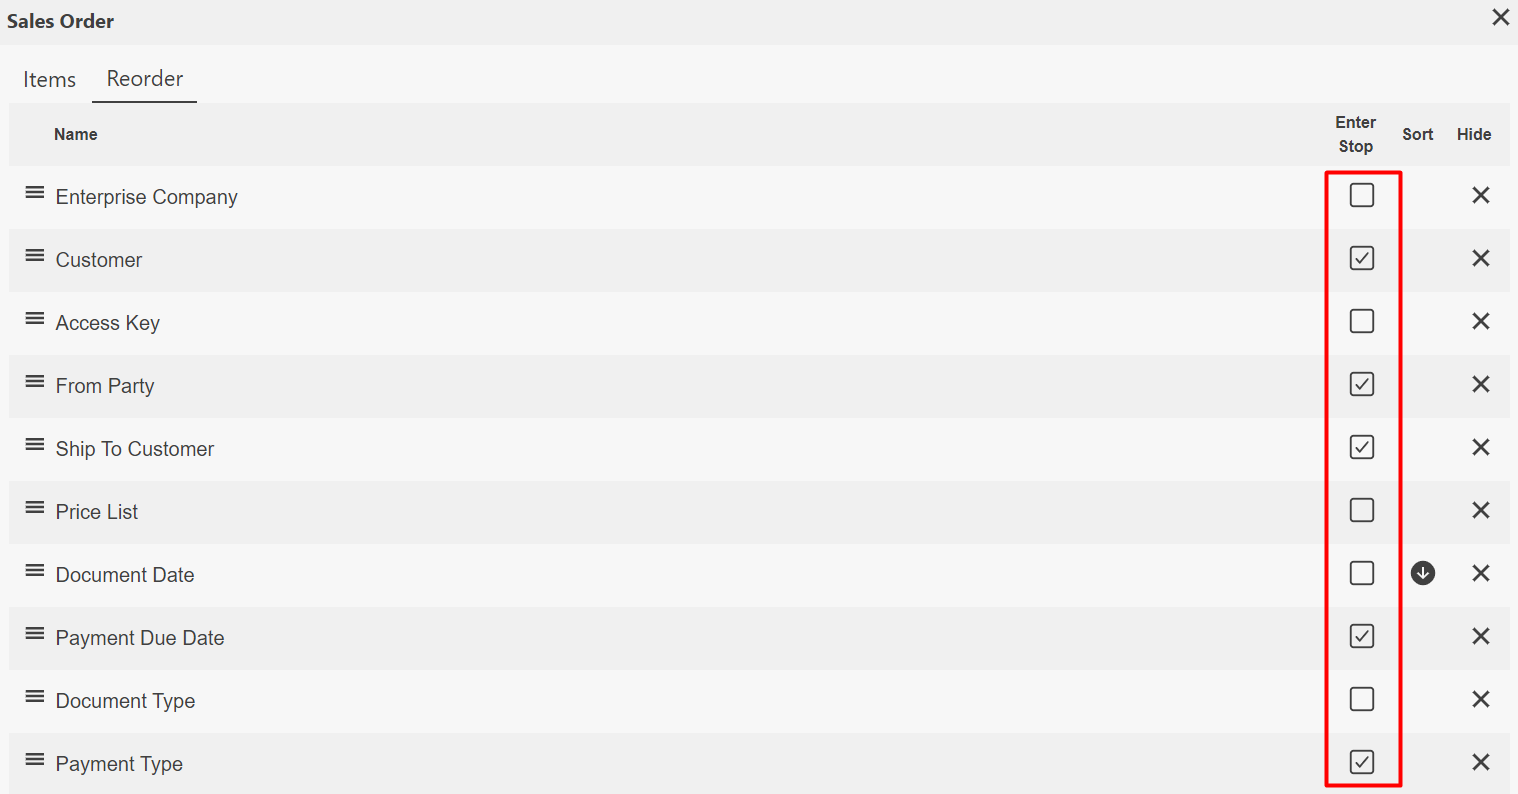 Sales Order
Items
Reorder
Name
Enter
Stop
Sort
Hide
Enterprise Company
Customer
Access Key
From Party
Ship To Customer
Price List
Document Date
Payment Due Date
Document Type
Payment Type